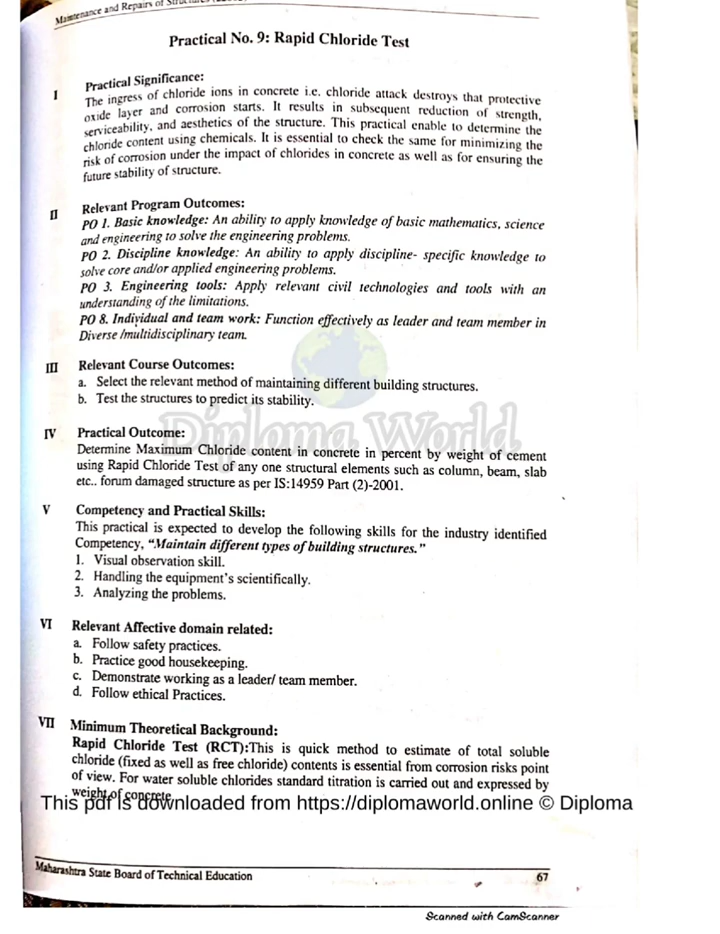 Maintenance and Repairs of
Practical No. 9: Rapid Chloride Test
I Practical Significance:
The ingress of chloride ions in concrete i.e. chloride attack destroys that protective
oxide layer and corrosion starts. It results in subsequent reduction of strength,
serviceability, and aesthetics of the structure. This practical enable to determine the
chloride content using chemicals. It is essential to check the same for minimizing the
risk of corrosion under the impact of chlorides in concrete as well as for ensuring the
future stability of structure.
II Relevant Program Outcomes:
PO 1. Basic knowledge: An ability to apply knowledge of basic mathematics, science
and engineering to solve the engineering problems.
PO 2. Discipline knowledge: An ability to apply discipline- specific knowledge to
solve core and/or applied engineering problems.
PO 3. Engineering tools: Apply relevant civil technologies and tools with an
understanding of the limitations.
PO 8. Individual and team work: Function effectively as leader and team member in
Diverse /multidisciplinary team.
III Relevant Course Outcomes:
a. Select the relevant method of maintaining different building structures.
b. Test the structures to predict its stability.
Diploma World
IV Practical Outcome:
Determine Maximum Chloride content in concrete in percent by weight of cement
using Rapid Chloride Test of any one structural elements such as column, beam, slab
etc.. forum damaged structure as per IS:14959 Part (2)-2001.
V Competency and Practical Skills:
This practical is expected to develop the following skills for the industry identified
Competency, “Maintain different types of building structures.”
1. Visual observation skill.
2. Handling the equipment's scientifically.
3. Analyzing the problems.
VI Relevant Affective domain related:
a. Follow safety practices.
b. Practice good housekeeping.
c. Demonstrate working as a leader/ team member.
d. Follow ethical Practices.
VII Minimum Theoretical Background:
Rapid Chloride Test (RCT):This is quick method to estimate of total soluble
chloride (fixed as well as free chloride) contents is essential from corrosion risks point
of view. For water soluble chlorides standard titration is carried out and expressed by
weight of concrete
This pdf is downloaded from https://diplomaworld.online © Diploma
Maharashtra State Board of Technical Education 67
Scanned with CamScanner